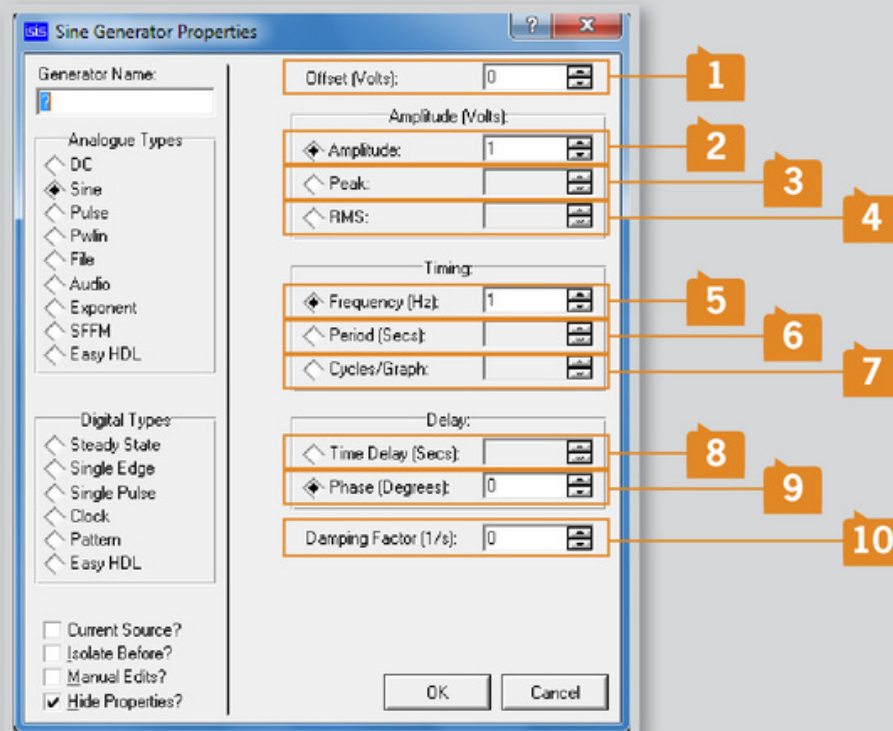 isis Sine Generator Properties
?
Generator Name:
?
Analogue Types
DC
Sine
Pulse
Pwlin
File
Audio
Exponent
SFFM
Easy HDL
Digital Types
Steady State
Single Edge
Single Pulse
Clock
Pattern
Easy HDL
Current Source?
Isolate Before?
Manual Edits?
Hide Properties?
Offset (Volts): 0
1
Amplitude (Volts):
Amplitude: 1
2
Peak:
3
RMS:
4
Timing:
Frequency (Hz): 1
5
Period (Secs):
6
Cycles/Graph:
7
Delay:
Time Delay (Secs):
8
Phase (Degrees): 0
9
Damping Factor (1/s): 0
10
OK
Cancel